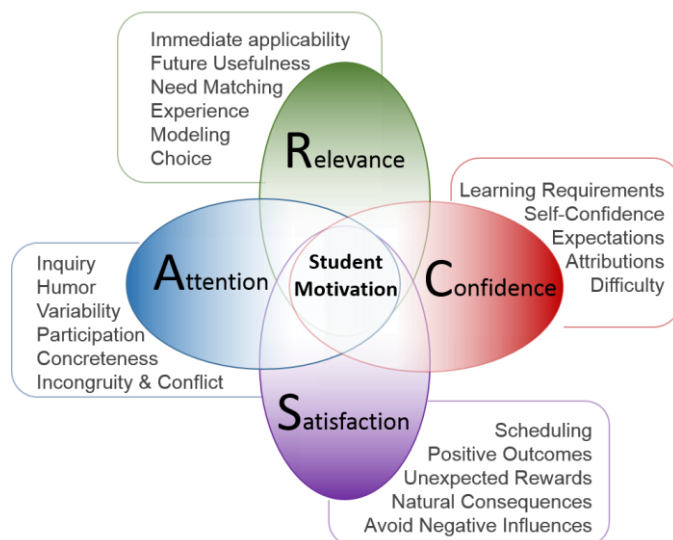 Immediate applicability
Future Usefulness
Need Matching
Experience
Modeling
Choice
Relevance
Learning Requirements
Self-Confidence
Expectations
Attributions
Difficulty
Inquiry
Humor
Variability
Participation
Concreteness
Incongruity & Conflict
Attention
Student
Motivation
Confidence
Satisfaction
Scheduling
Positive Outcomes
Unexpected Rewards
Natural Consequences
Avoid Negative Influences